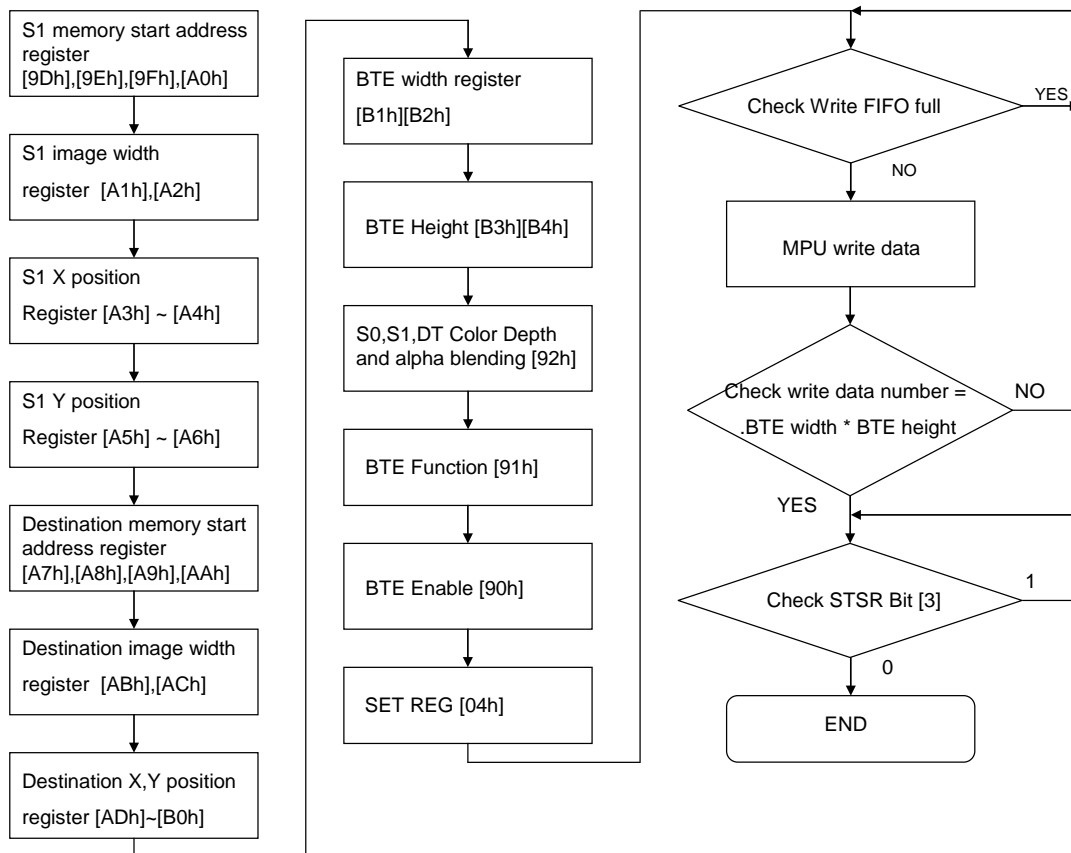 S1 memory start address
register
[9Dh],[9Eh],[9Fh],[A0h]
S1 image width
register [A1h],[A2h]
S1 X position
Register [A3h] ~ [A4h]
S1 Y position
Register [A5h] ~ [A6h]
Destination memory start
address register
[A7h],[A8h],[A9h],[AAh]
Destination image width
register [ABh],[ACh]
Destination X,Y position
register [ADh]~[B0h]
BTE width register
[B1h][B2h]
BTE Height [B3h][B4h]
S0,S1,DT Color Depth
and alpha blending [92h]
BTE Function [91h]
BTE Enable [90h]
SET REG [04h]
Check Write FIFO full
YES
NO
MPU write data
Check write data number =
.BTE width * BTE height
NO
YES
Check STSR Bit [3]
1
0
END